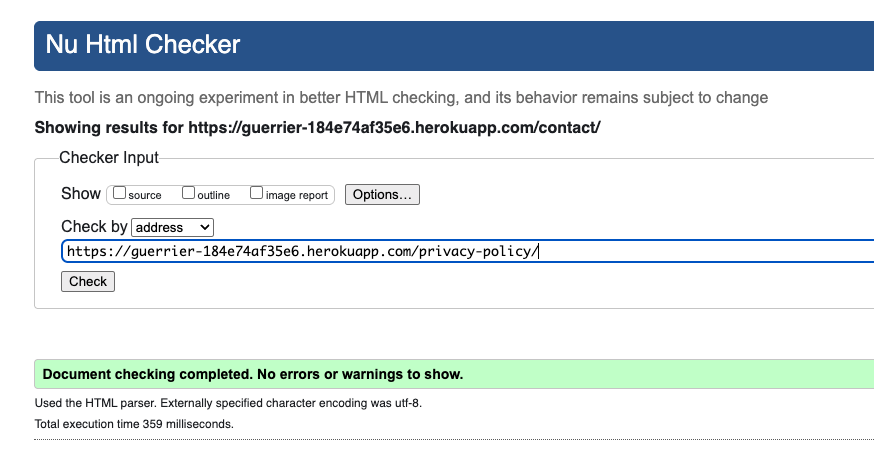 Nu Html Checker
This tool is an ongoing experiment in better HTML checking, and its behavior remains subject to change
Showing results for https://guerrier-184e74af35e6.herokuapp.com/contact/
Checker Input
Show source outline image report Options...
Check by address
https://guerrier-184e74af35e6.herokuapp.com/privacy-policy/
Check
Document checking completed. No errors or warnings to show.
Used the HTML parser. Externally specified character encoding was utf-8.
Total execution time 359 milliseconds.